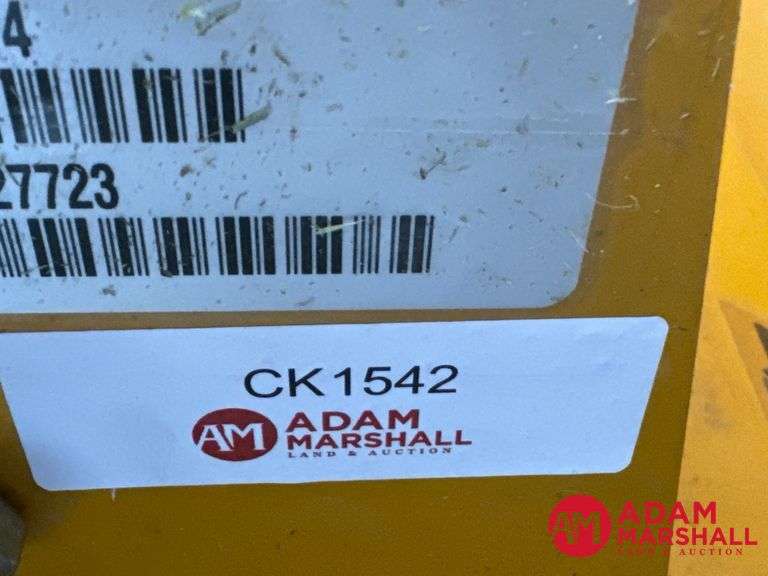 4
27723
CK1542
AM ADAM
MARSHALL
LAND & AUCTION
AM ADAM
MARSHALL
LAND & AUCTION